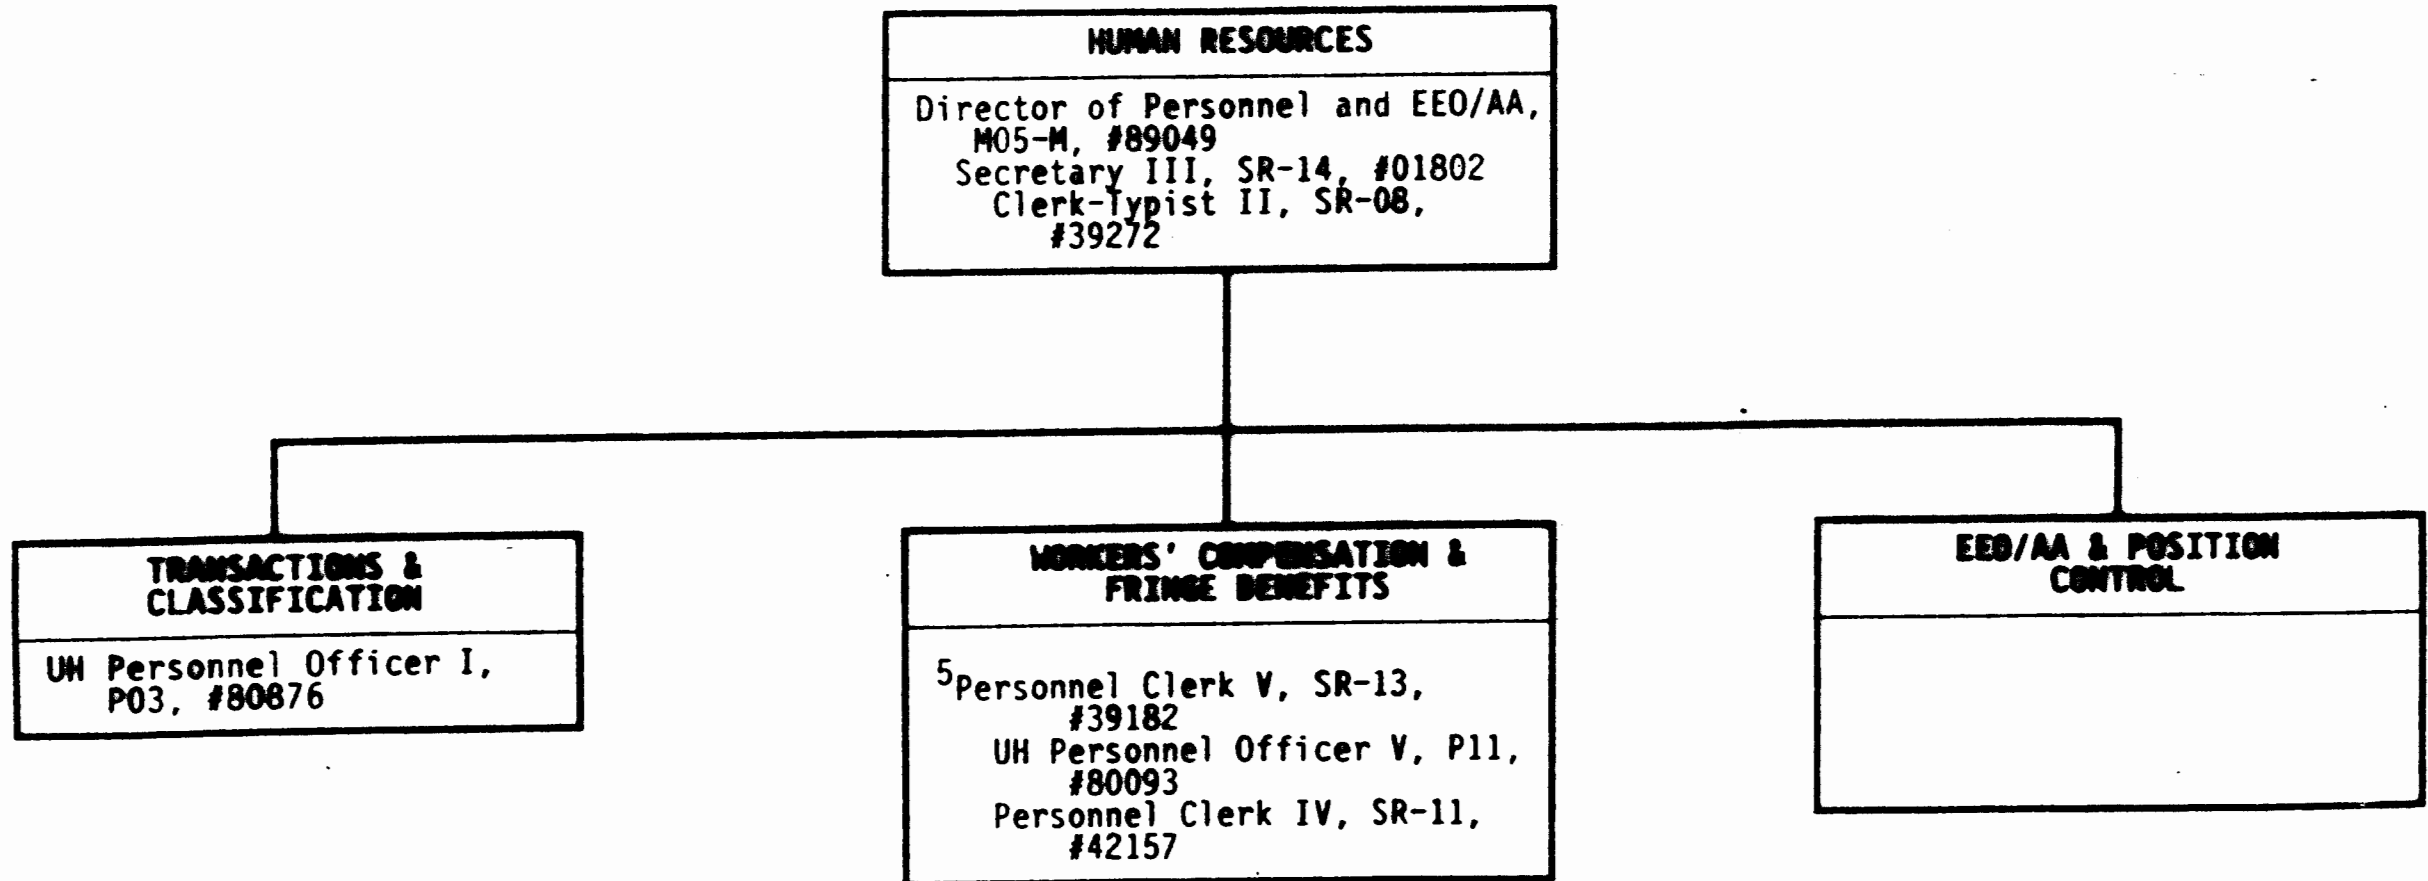 HUMAN RESOURCES
Director of Personnel and EEO/AA,
M05-M, #89049
Secretary III, SR-14, #01802
Clerk-Typist II, SR-08,
#39272
TRANSACTIONS &
CLASSIFICATION
UH Personnel Officer I,
P03, #80876
WORKERS' COMPENSATION &
FRINGE BENEFITS
5Personnel Clerk V, SR-13,
#39182
UH Personnel Officer V, P11,
#80093
Personnel Clerk IV, SR-11,
#42157
EEO/AA & POSITION
CONTROL